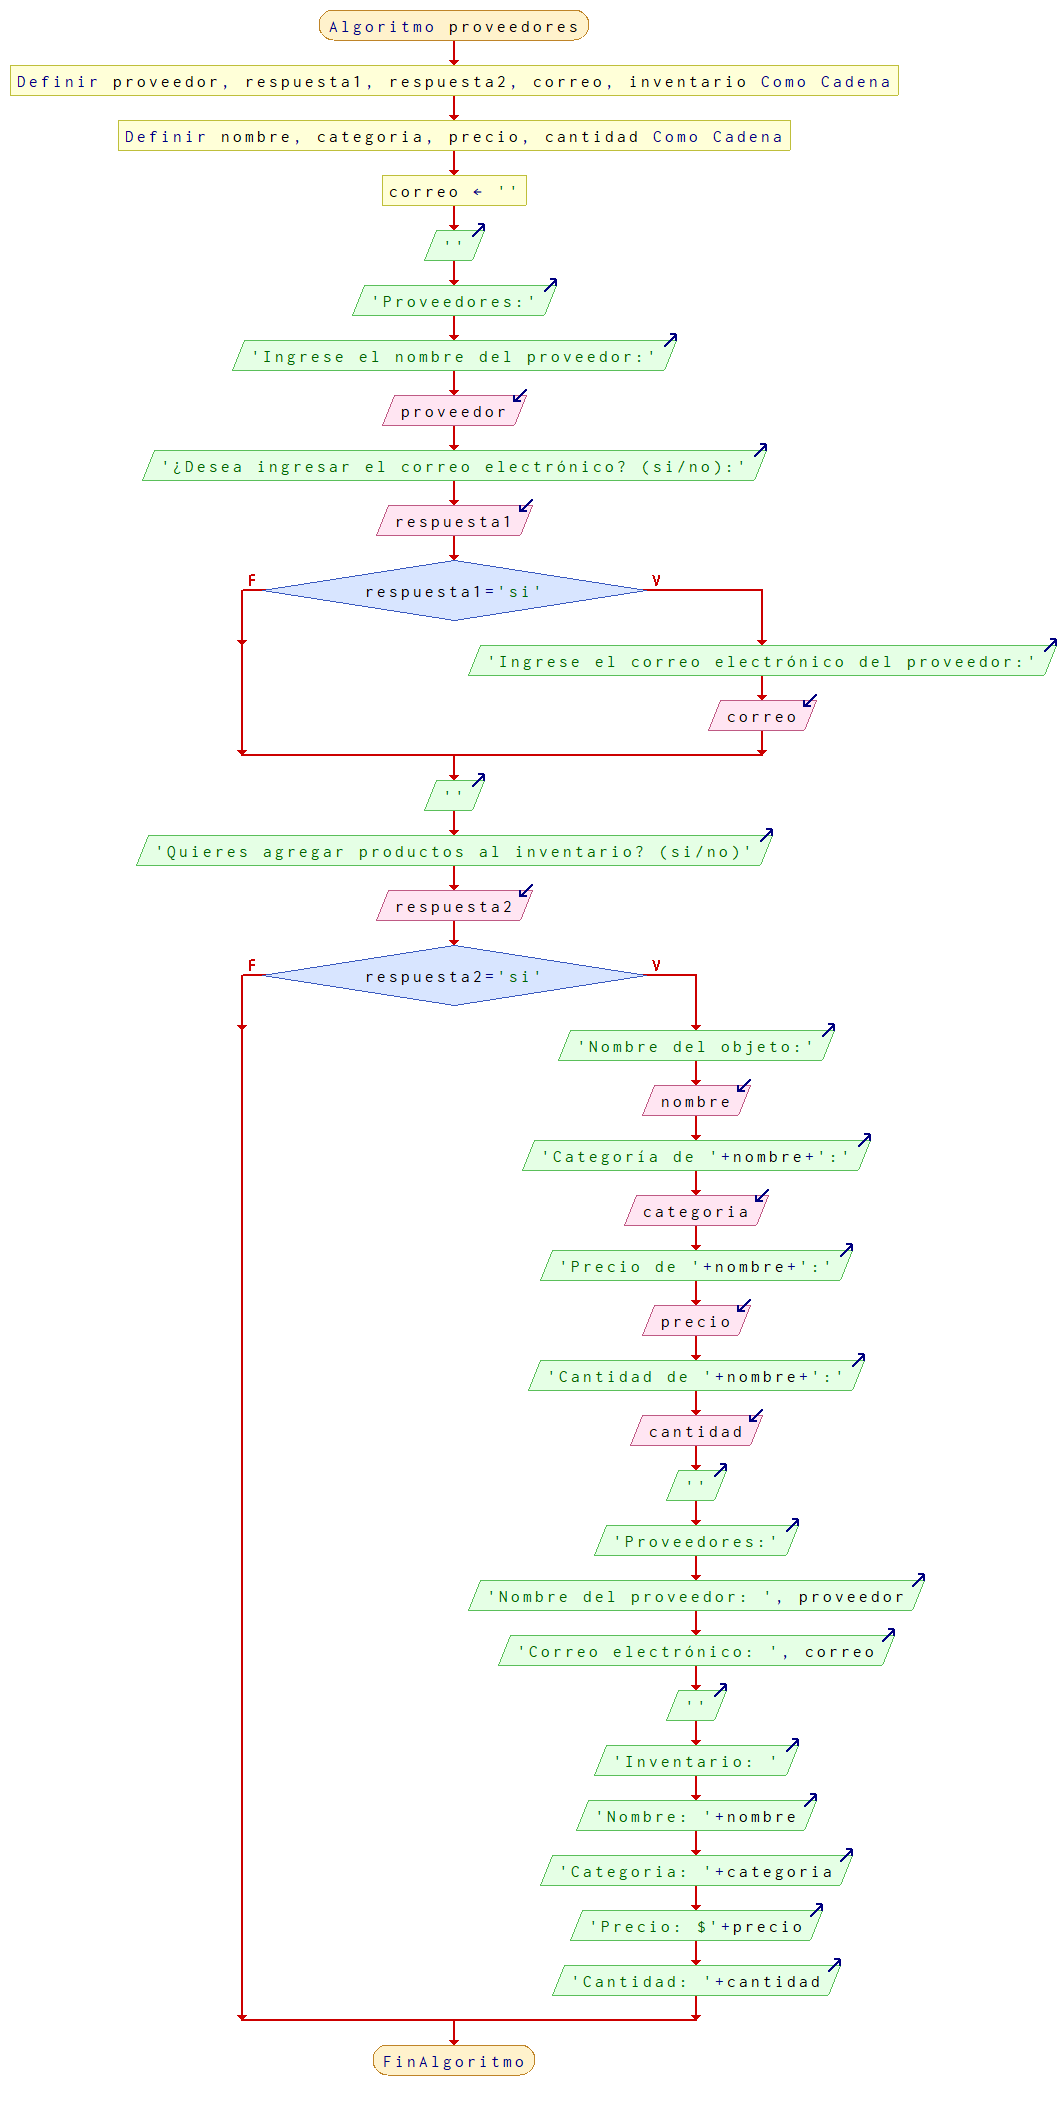 Algoritmo proveedores
Definir proveedor, respuesta1, respuesta2, correo, inventario Como Cadena
Definir nombre, categoria, precio, cantidad Como Cadena
correo ← ''
''
'Proveedores:'
'Ingrese el nombre del proveedor:'
proveedor
'¿Desea ingresar el correo electrónico? (si/no):'
respuesta1
F
V
respuesta1='si'
'Ingrese el correo electrónico del proveedor:'
correo
''
'Quieres agregar productos al inventario? (si/no)'
respuesta2
F
V
respuesta2='si'
'Nombre del objeto:'
nombre
'Categoría de '+nombre+':'
categoria
'Precio de '+nombre+':'
precio
'Cantidad de '+nombre+':'
cantidad
''
'Proveedores:'
'Nombre del proveedor: ', proveedor
'Correo electrónico: ', correo
''
'Inventario: '
'Nombre: '+nombre
'Categoria: '+categoria
'Precio: $'+precio
'Cantidad: '+cantidad
FinAlgoritmo